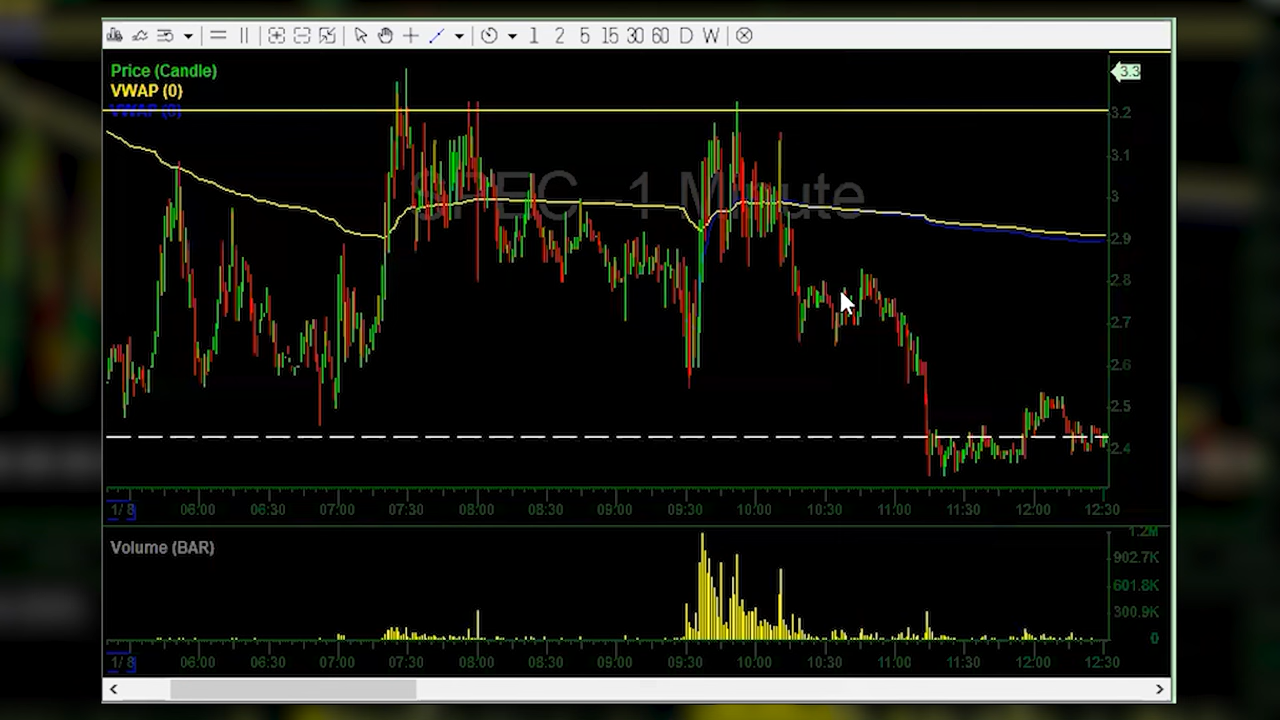 1 2 5 15 30 60 D W
Price (Candle)
VWAP (0)
VWAP (0)
SPEC - 1 Minute
3.3
3.2
3.1
3
2.9
2.8
2.7
2.6
2.5
2.4
1/ 8 06:00 06:30 07:00 07:30 08:00 08:30 09:00 09:30 10:00 10:30 11:00 11:30 12:00 12:30
Volume (BAR)
1.2M
902.7K
601.8K
300.9K
0
1/ 8 06:00 06:30 07:00 07:30 08:00 08:30 09:00 09:30 10:00 10:30 11:00 11:30 12:00 12:30